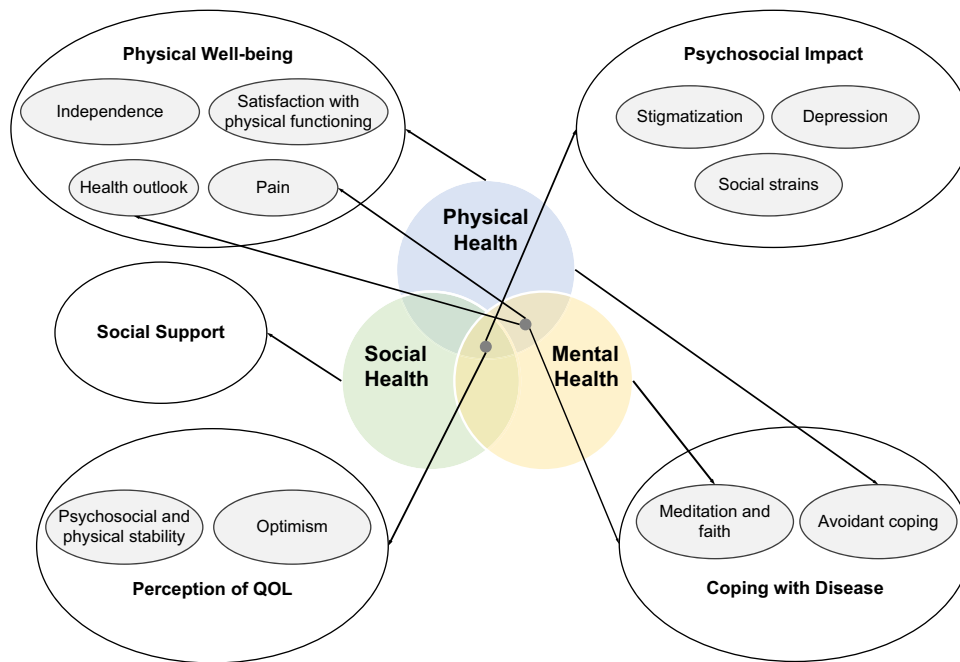 Physical Well-being
Independence
Satisfaction with
physical functioning
Health outlook
Pain
Psychosocial Impact
Stigmatization
Depression
Social strains
Physical
Health
Social Support
Social
Health
Mental
Health
Psychosocial and
physical stability
Optimism
Perception of QOL
Meditation and
faith
Avoidant coping
Coping with Disease